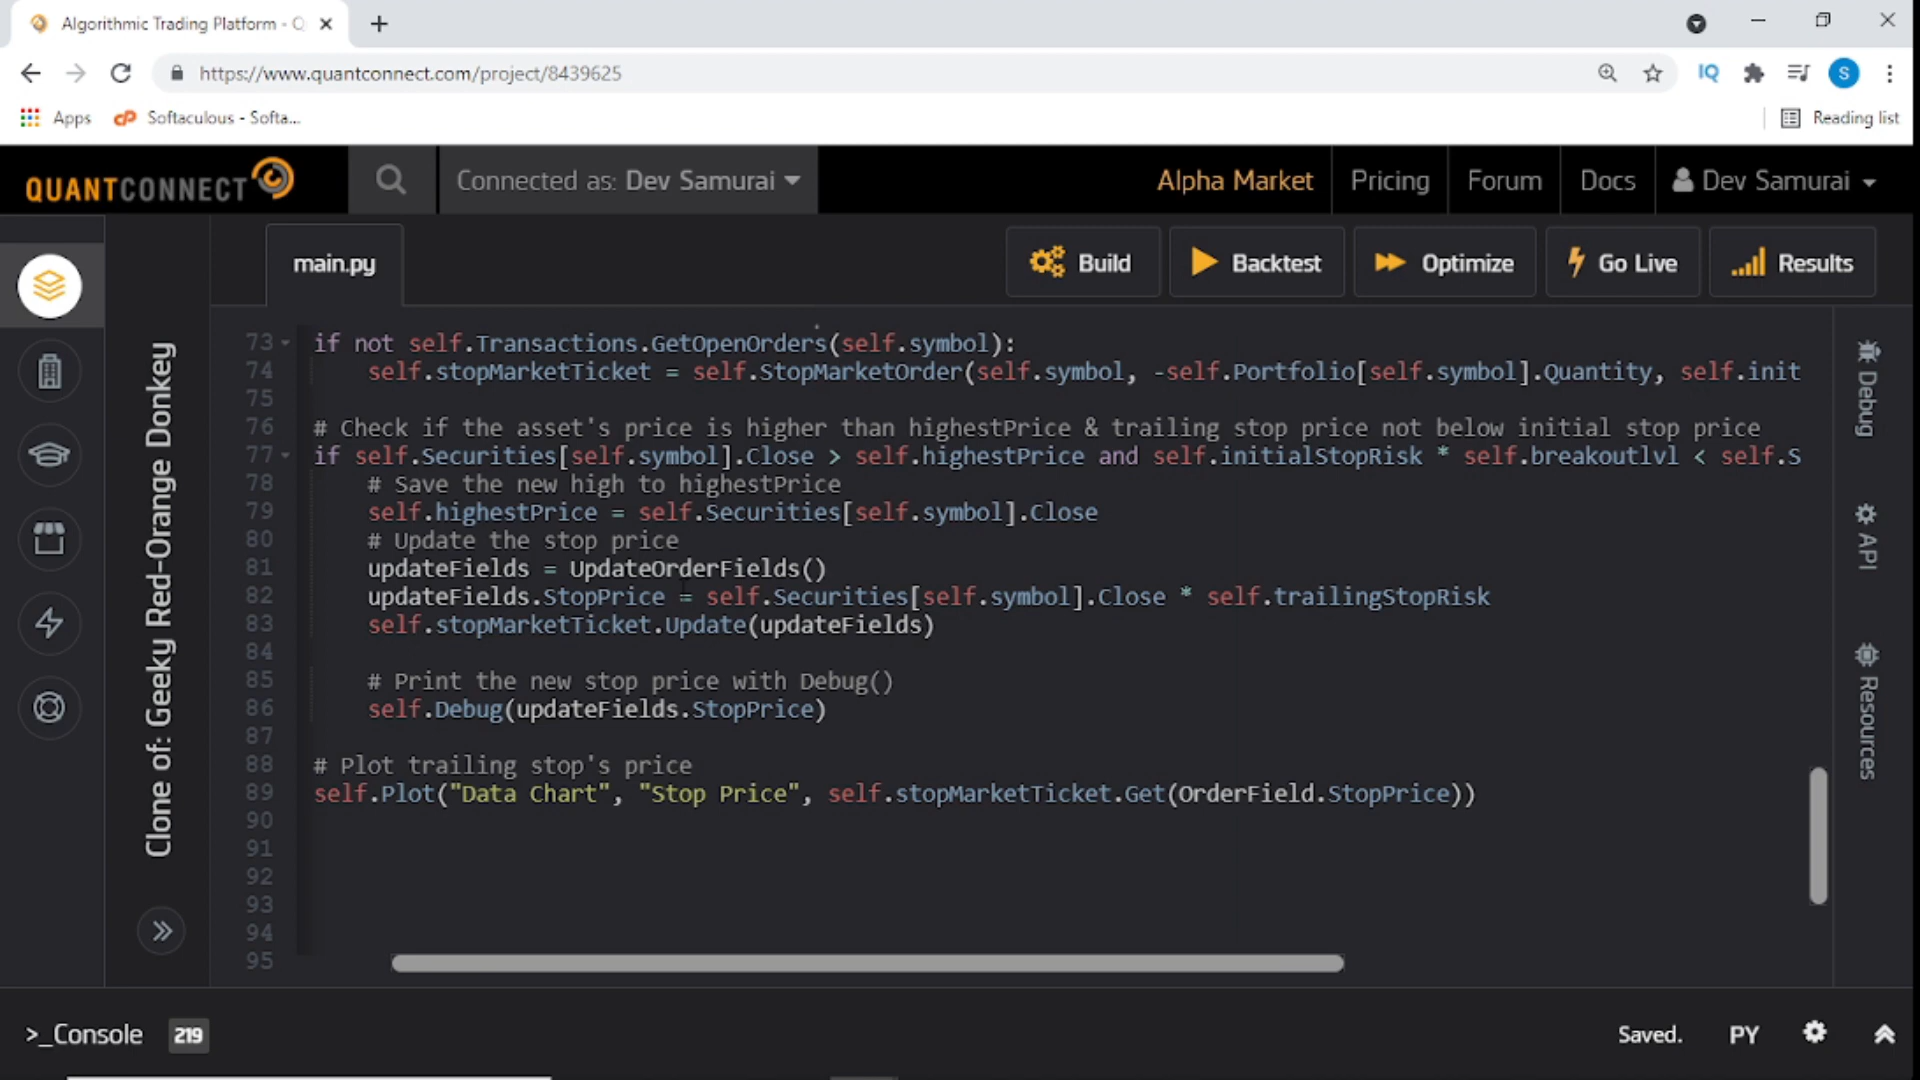 Algorithmic Trading Platform - Q
https://www.quantconnect.com/project/8439625
IQ
S
Apps
cP Softaculous - Softa...
Reading list
QUANTCONNECT
Connected as: Dev Samurai
Alpha Market
Pricing
Forum
Docs
Dev Samurai
main.py
Build
Backtest
Optimize
Go Live
Results
Clone of: Geeky Red-Orange Donkey
73 if not self.Transactions.GetOpenOrders(self.symbol):
74 self.stopMarketTicket = self.StopMarketOrder(self.symbol, -self.Portfolio[self.symbol].Quantity, self.init
75
76 # Check if the asset's price is higher than highestPrice & trailing stop price not below initial stop price
77 if self.Securities[self.symbol].Close > self.highestPrice and self.initialStopRisk * self.breakoutlvl < self.S
78 # Save the new high to highestPrice
79 self.highestPrice = self.Securities[self.symbol].Close
80 # Update the stop price
81 updateFields = UpdateOrderFields()
82 updateFields.StopPrice = self.Securities[self.symbol].Close * self.trailingStopRisk
83 self.stopMarketTicket.Update(updateFields)
84
85 # Print the new stop price with Debug()
86 self.Debug(updateFields.StopPrice)
87
88 # Plot trailing stop's price
89 self.Plot("Data Chart", "Stop Price", self.stopMarketTicket.Get(OrderField.StopPrice))
90
91
92
93
94
95
Debug
API
Resources
>_Console 219
Saved.
PY